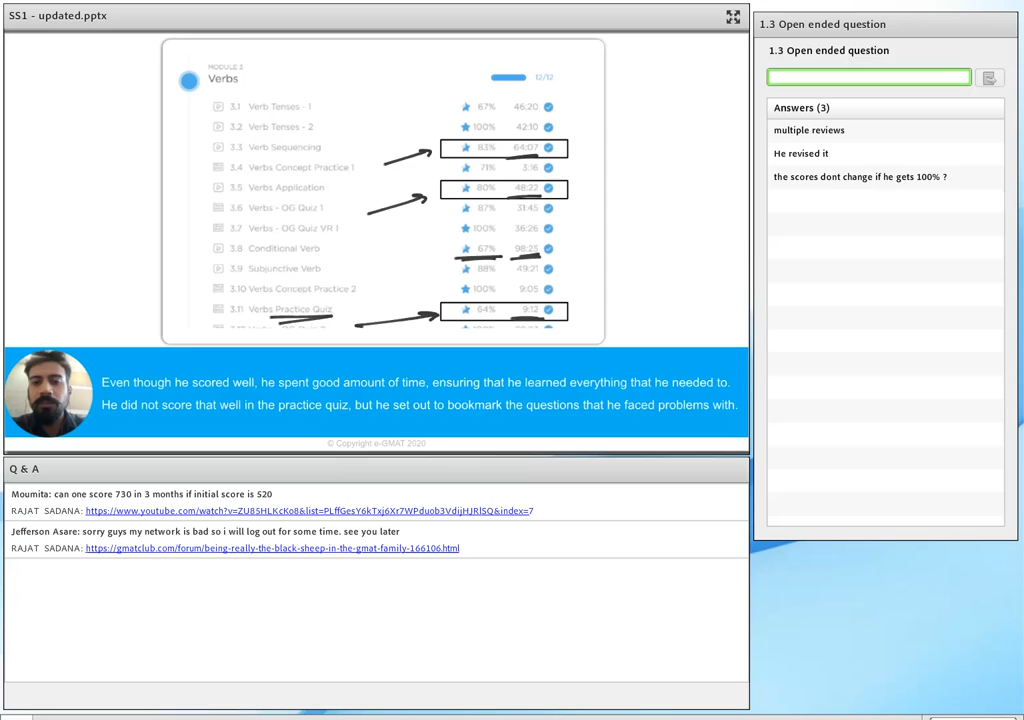 SS1 - updated.pptx
MODULE 3
Verbs
12/12
3.1 Verb Tenses - 1 67% 46:20
3.2 Verb Tenses - 2 100% 42:10
3.3 Verb Sequencing 83% 64:07
3.4 Verbs Concept Practice 1 71% 3:16
3.5 Verbs Application 80% 48:22
3.6 Verbs - OG Quiz 1 87% 31:45
3.7 Verbs - OG Quiz VR 1 100% 36:26
3.8 Conditional Verb 67% 98:25
3.9 Subjunctive Verb 88% 49:21
3.10 Verbs Concept Practice 2 100% 9:05
3.11 Verbs Practice Quiz 64% 9:12
Even though he scored well, he spent good amount of time, ensuring that he learned everything that he needed to.
He did not score that well in the practice quiz, but he set out to bookmark the questions that he faced problems with.
© Copyright e-GMAT 2020
Q & A
Moumita: can one score 730 in 3 months if initial score is 520
RAJAT SADANA: https://www.youtube.com/watch?v=ZU85HLKcKo8&list=PLffGesY6kTxj6Xr7WPduob3VdijHJRlSQ&index=7
Jefferson Asare: sorry guys my network is bad so i will log out for some time. see you later
RAJAT SADANA: https://gmatclub.com/forum/being-really-the-black-sheep-in-the-gmat-family-166106.html
1.3 Open ended question
1.3 Open ended question
Answers (3)
multiple reviews
He revised it
the scores dont change if he gets 100% ?